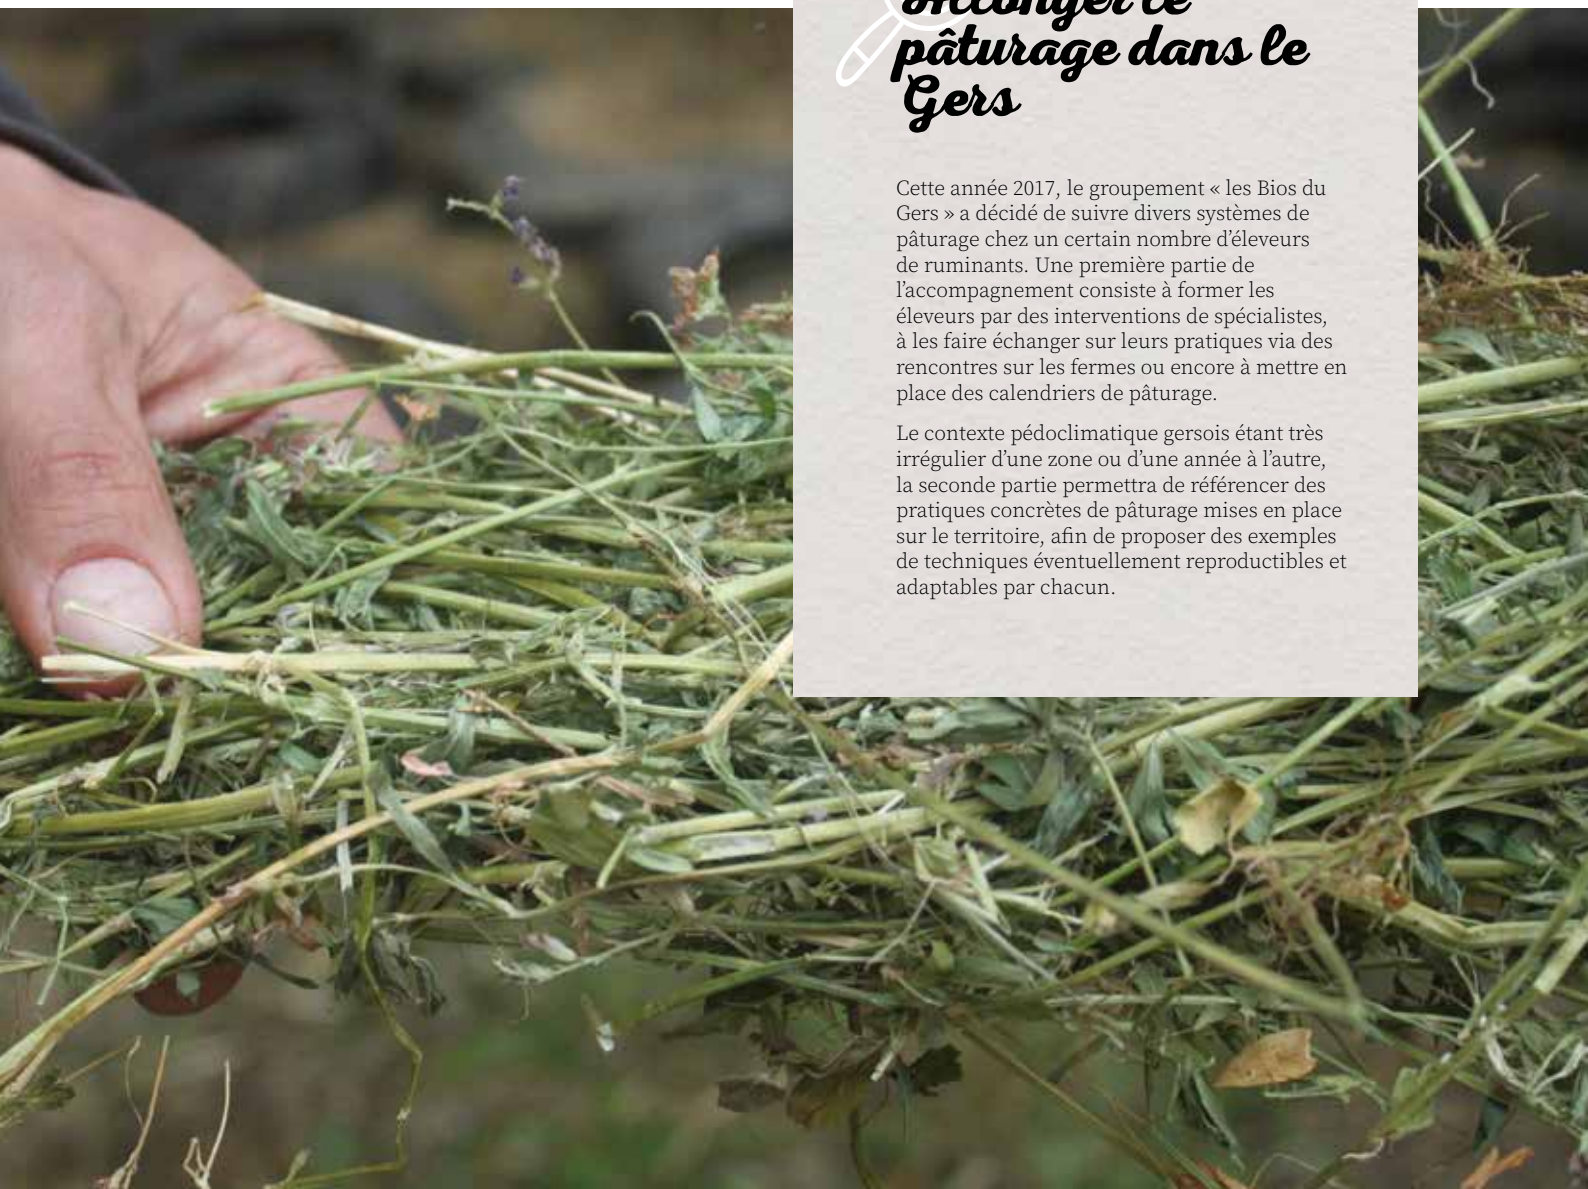 Allonger le
pâturage dans le
Gers
Cette année 2017, le groupement « les Bios du
Gers » a décidé de suivre divers systèmes de
pâturage chez un certain nombre d’éleveurs
de ruminants. Une première partie de
l’accompagnement consiste à former les
éleveurs par des interventions de spécialistes,
à les faire échanger sur leurs pratiques via des
rencontres sur les fermes ou encore à mettre en
place des calendriers de pâturage.
Le contexte pédoclimatique gersois étant très
irrégulier d’une zone ou d’une année à l’autre,
la seconde partie permettra de référencer des
pratiques concrètes de pâturage mises en place
sur le territoire, afin de proposer des exemples
de techniques éventuellement reproductibles et
adaptables par chacun.